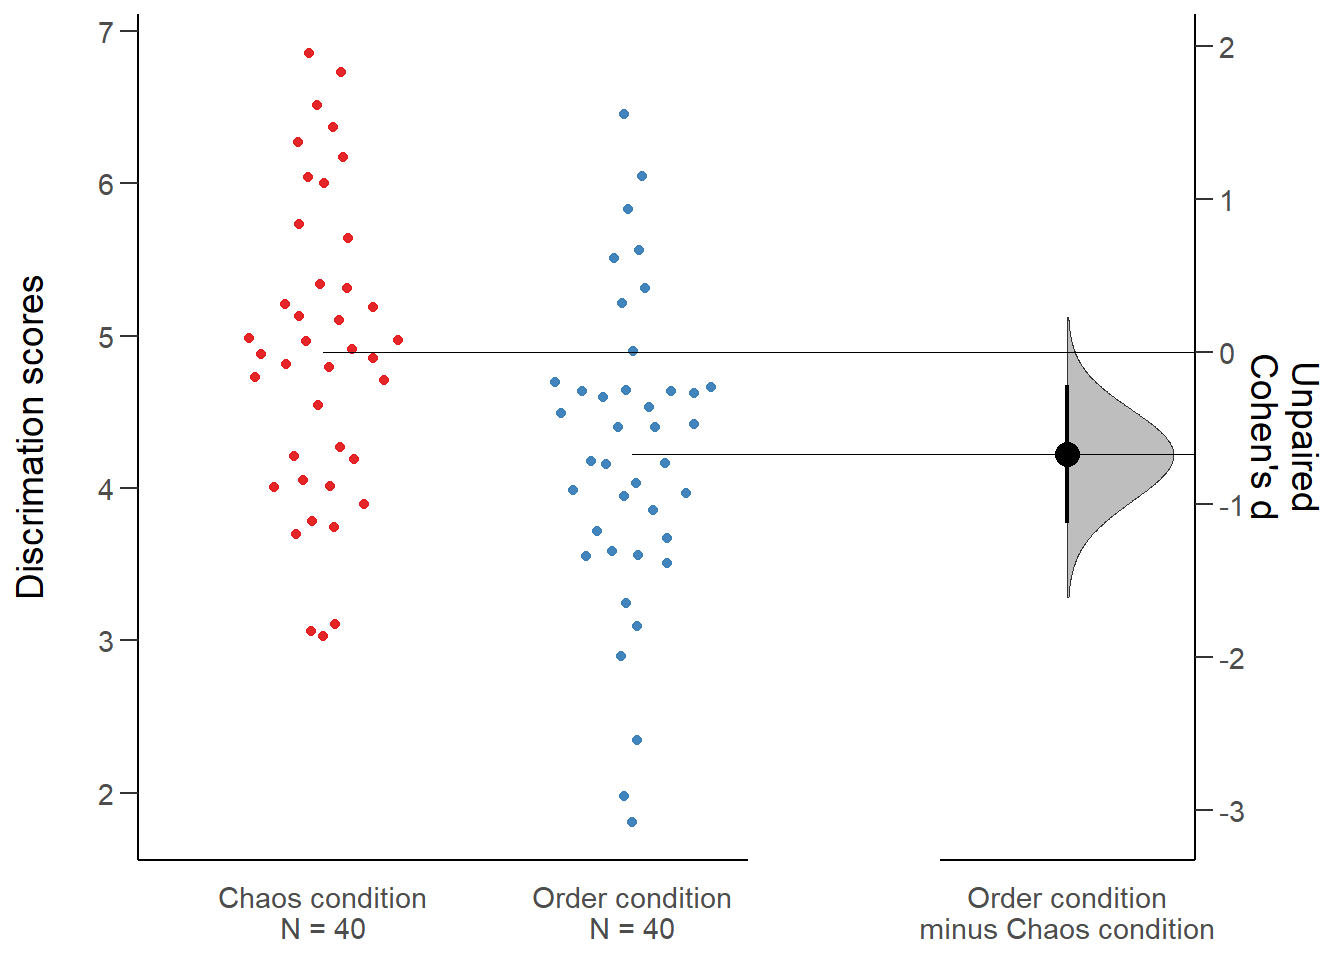 Discrimation scores
7
6
5
4
3
2
Chaos condition
N = 40
Order condition
N = 40
2
1
0
-1
-2
-3
Unpaired
Cohen's d
Order condition
minus Chaos condition